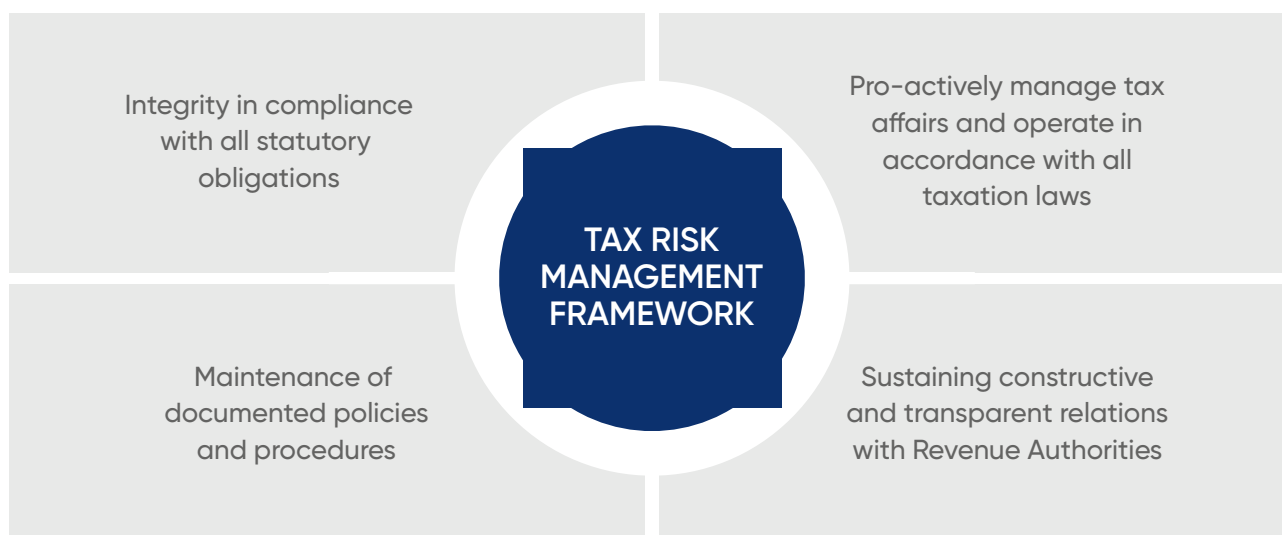 Integrity in compliance
with all statutory
obligations
Pro-actively manage tax
affairs and operate in
accordance with all
taxation laws
TAX RISK
MANAGEMENT
FRAMEWORK
Maintenance of
documented policies
and procedures
Sustaining constructive
and transparent relations
with Revenue Authorities